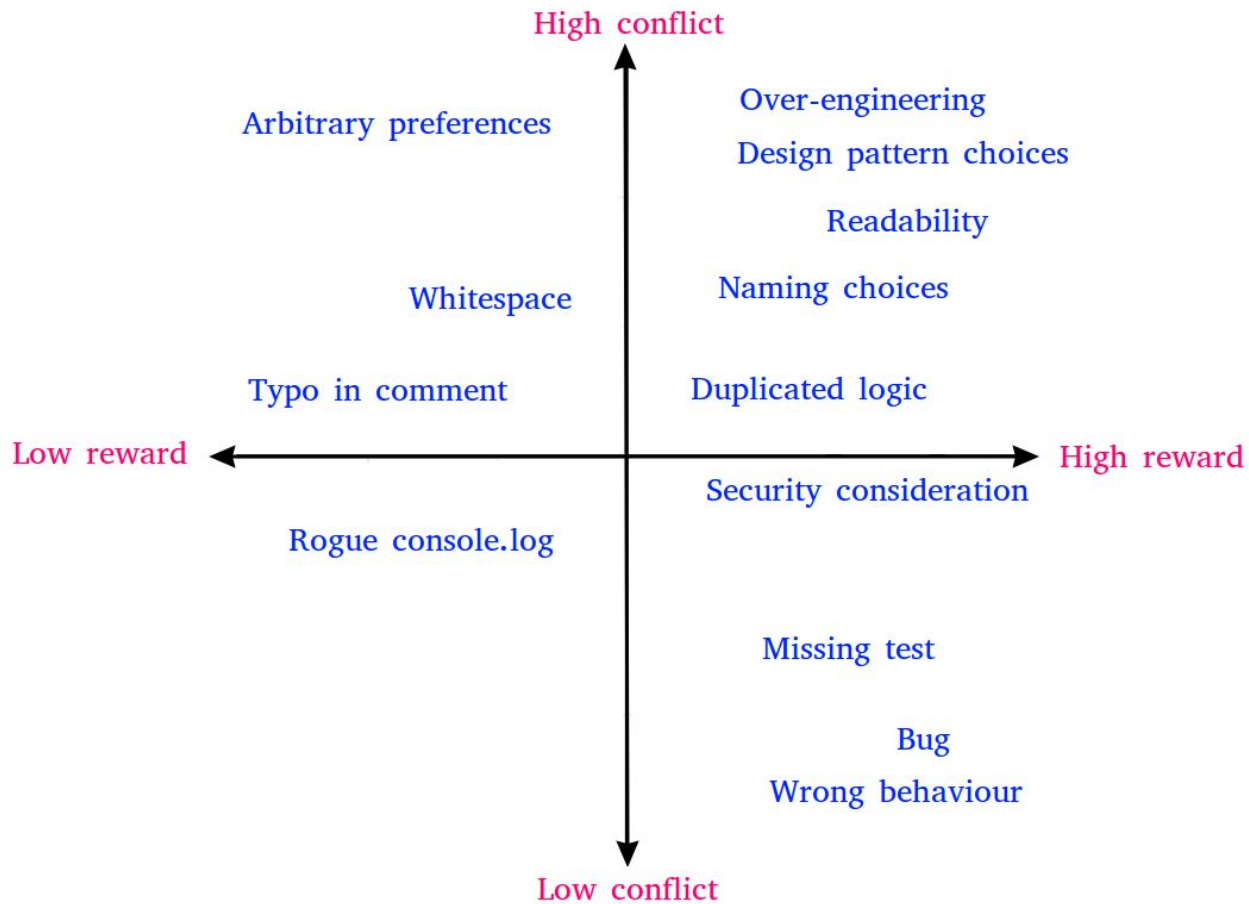 High conflict
Over-engineering
Arbitrary preferences
Design pattern choices
Readability
Naming choices
Whitespace
Typo in comment
Duplicated logic
Low reward
High reward
Security consideration
Rogue console.log
Missing test
Bug
Wrong behaviour
Low conflict